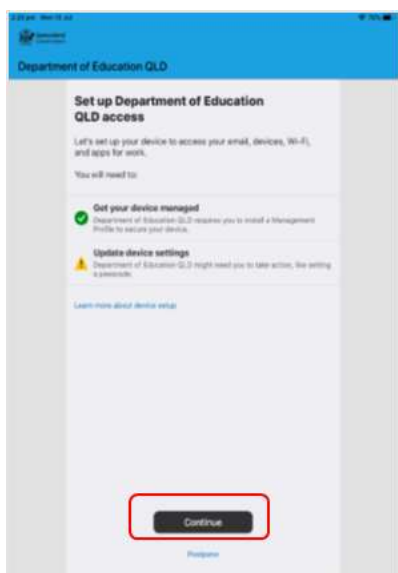 Queensland
Department of Education QLD
Set up Department of Education
QLD access
Let's set up your device to access your email, devices, Wi-Fi,
and apps for work.
You will need to:
Get your device managed
Department of Education QLD requires you to install a Management
Profile to secure your device.
Update device settings
Department of Education QLD might need you to take action, like setting
a passcode.
Learn more about device setup
Continue
Postpone